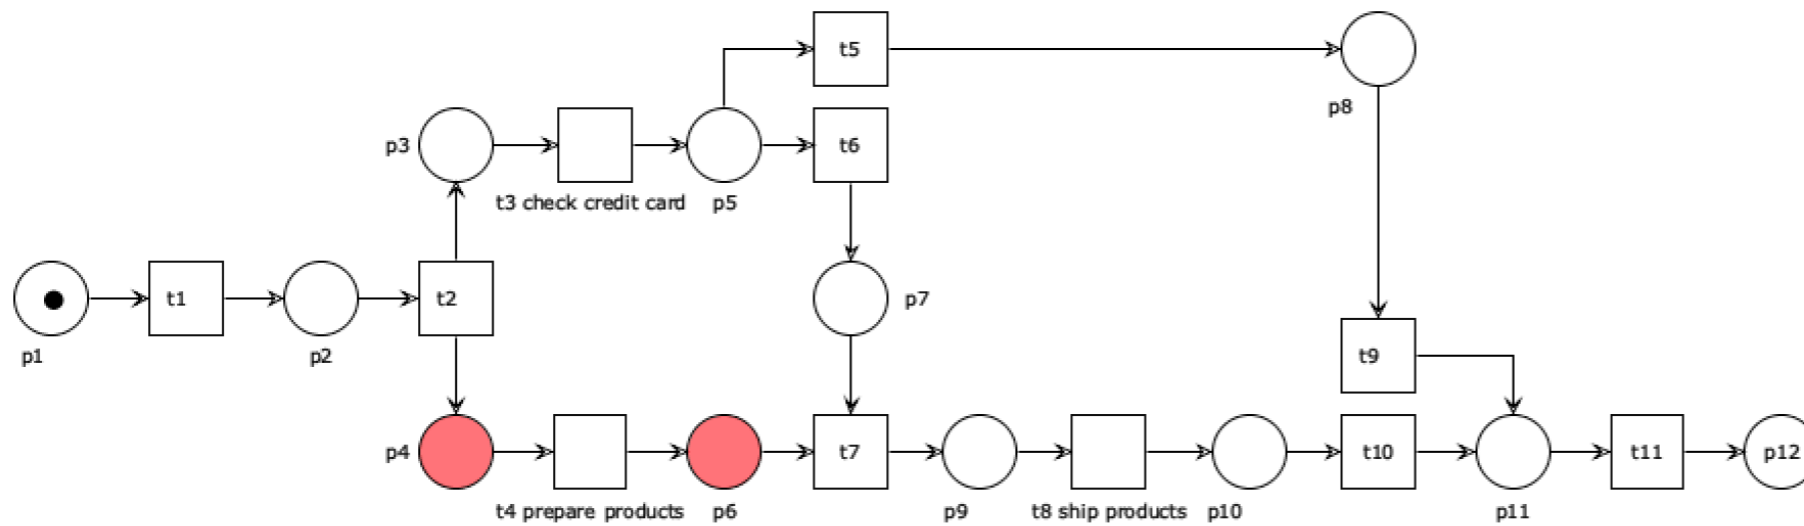 t5
p8
p3
t6
t3 check credit card
p5
p1
t1
p2
t2
p7
t9
p4
t4 prepare products
p6
t7
p9
t8 ship products
p10
t10
p11
t11
p12